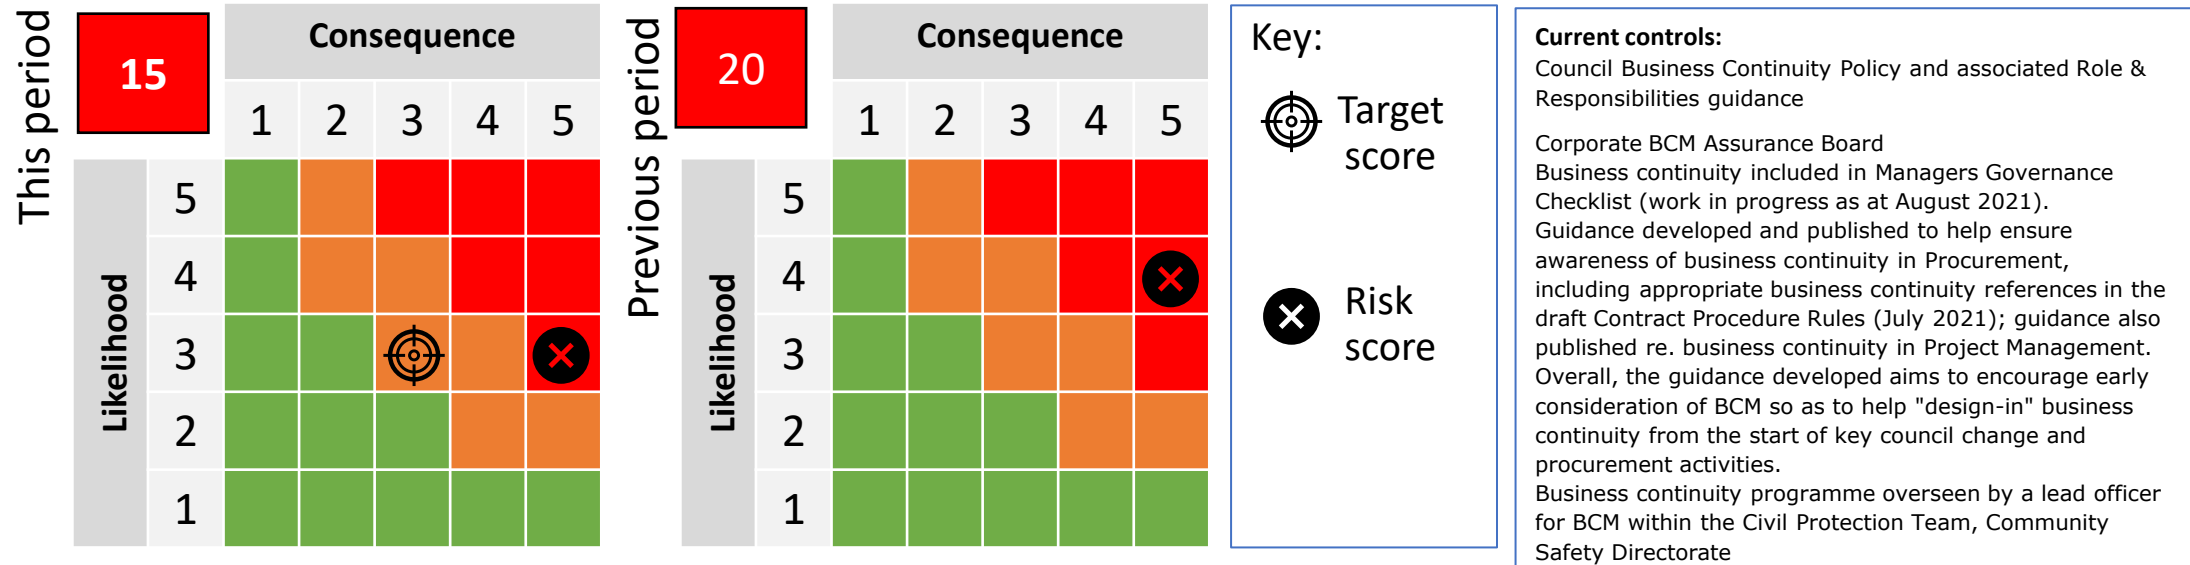 This period
15
Consequence
1 2 3 4 5
Likelihood
5
4
3
2
1
Previous period
20
Consequence
1 2 3 4 5
Likelihood
5
4
3
2
1
Key:
Target
score
Risk
score
Current controls:
Council Business Continuity Policy and associated Role &
Responsibilities guidance
Corporate BCM Assurance Board
Business continuity included in Managers Governance
Checklist (work in progress as at August 2021).
Guidance developed and published to help ensure
awareness of business continuity in Procurement,
including appropriate business continuity references in the
draft Contract Procedure Rules (July 2021); guidance also
published re. business continuity in Project Management.
Overall, the guidance developed aims to encourage early
consideration of BCM so as to help "design-in" business
continuity from the start of key council change and
procurement activities.
Business continuity programme overseen by a lead officer
for BCM within the Civil Protection Team, Community
Safety Directorate